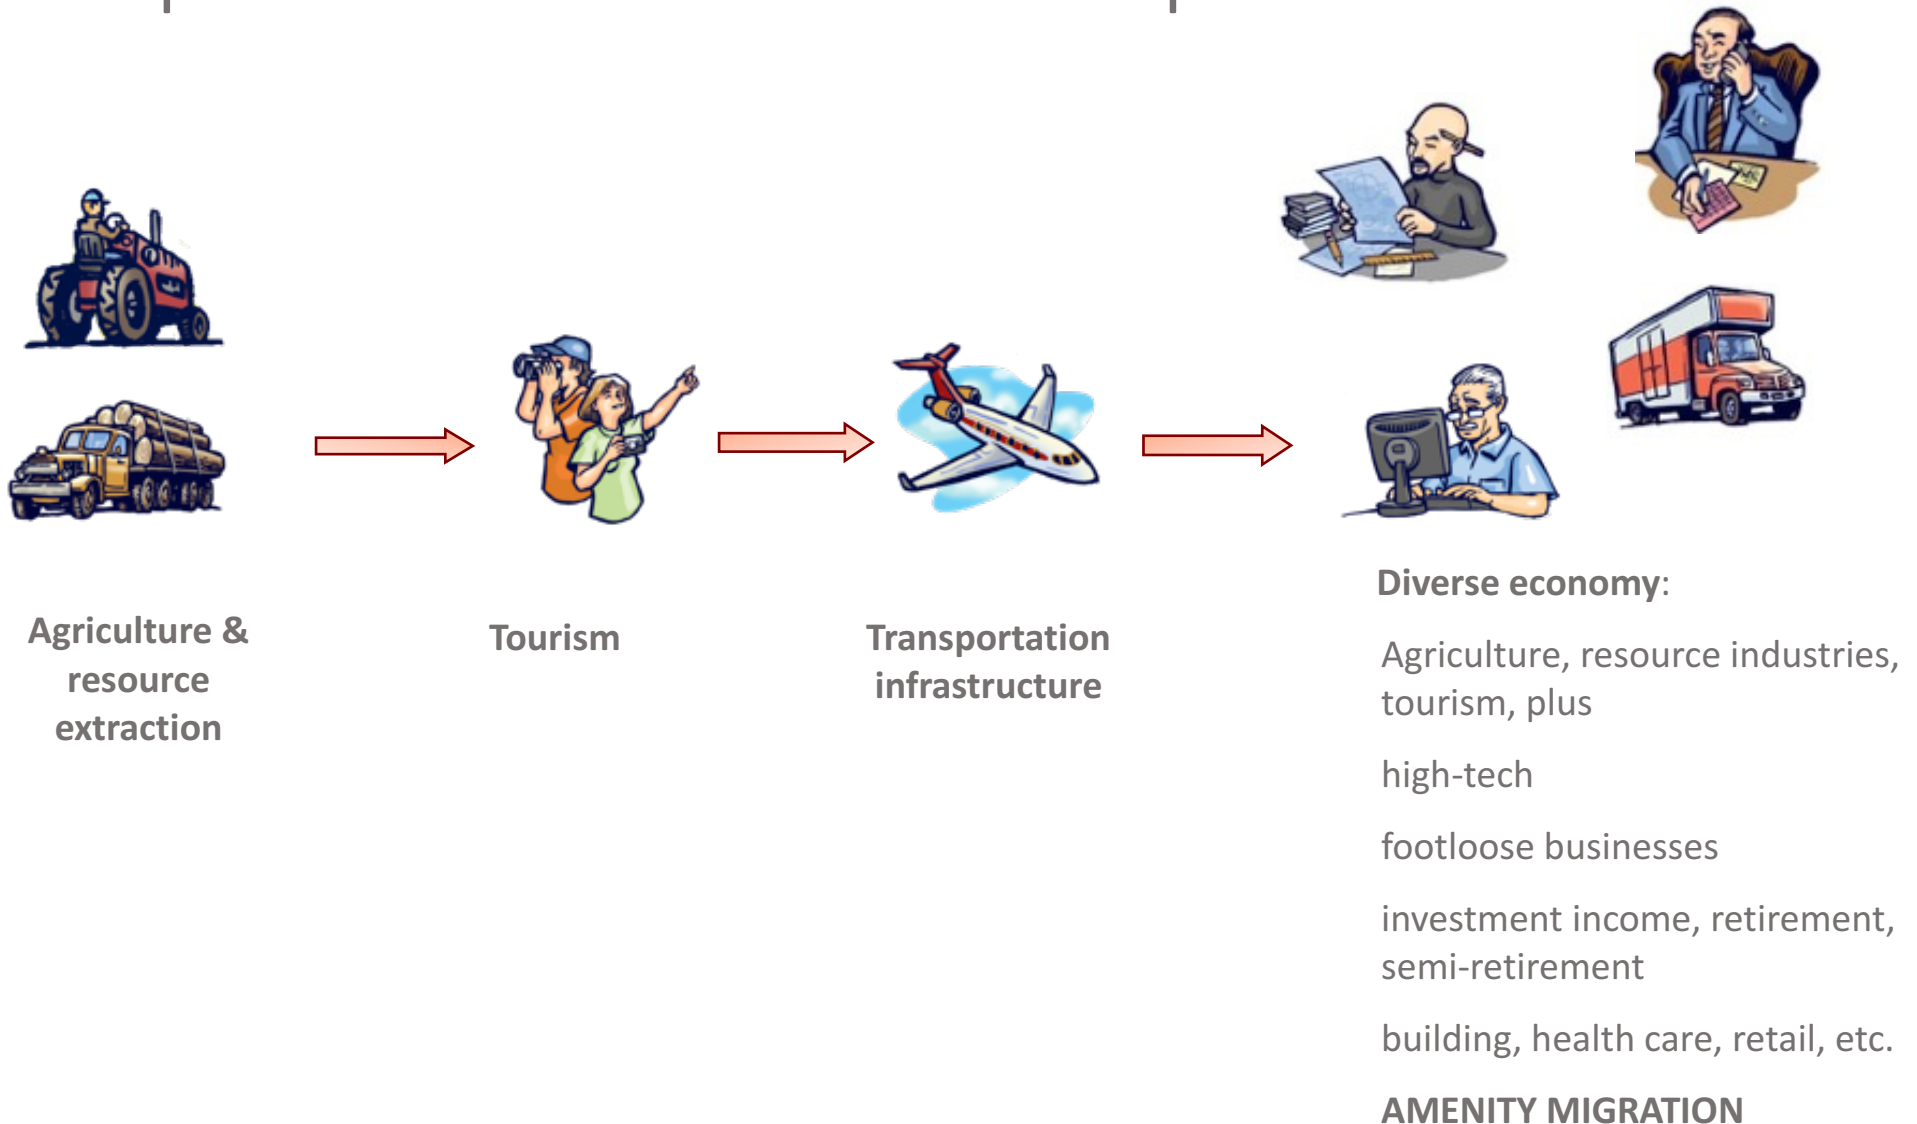 Agriculture &
resource
extraction
Tourism
Transportation
infrastructure
Diverse economy:
Agriculture, resource industries,
tourism, plus
high-tech
footloose businesses
investment income, retirement,
semi-retirement
building, health care, retail, etc.
AMENITY MIGRATION